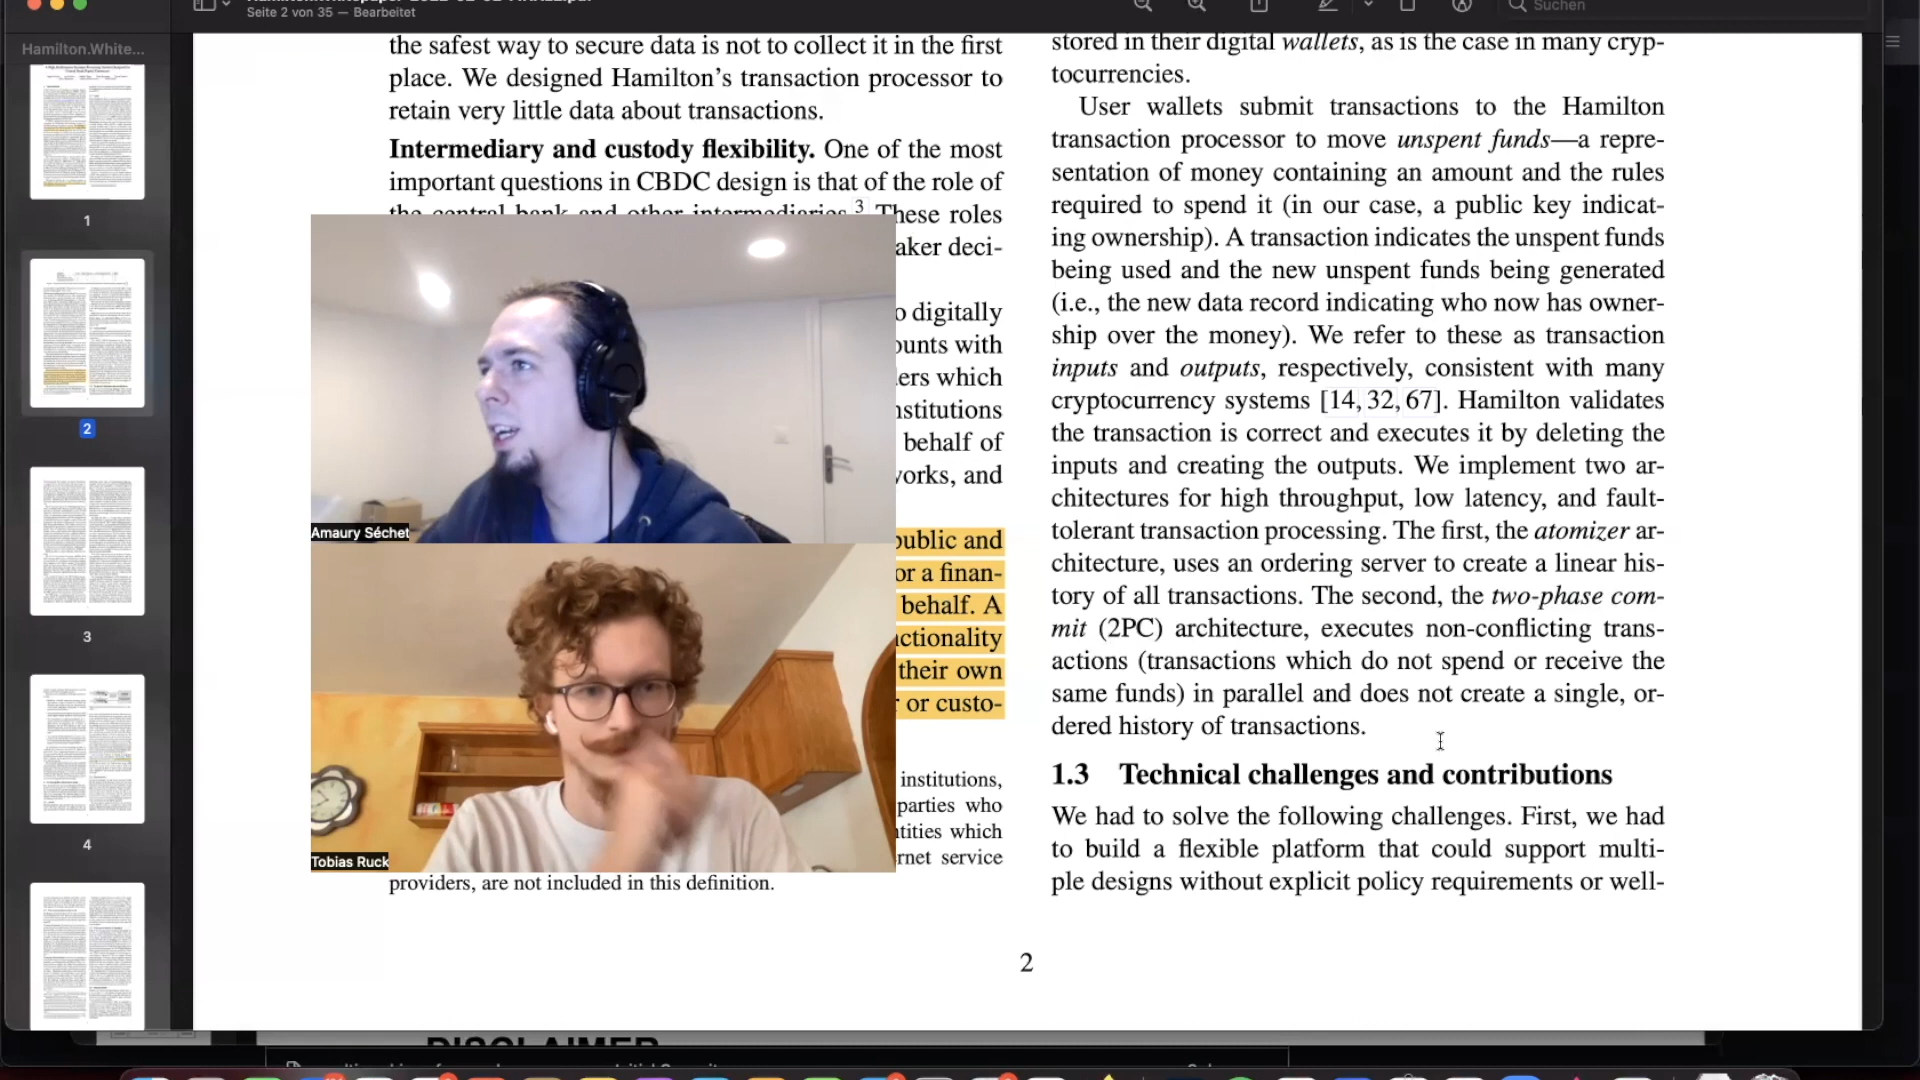 Seite 2 von 35 — Bearbeitet
Suchen
Hamilton.White...
1
2
3
4
the safest way to secure data is not to collect it in the first
place. We designed Hamilton’s transaction processor to
retain very little data about transactions.
Intermediary and custody flexibility. One of the most
important questions in CBDC design is that of the role of
the central bank and other intermediaries.3 These roles
aker deci-
o digitally
ounts with
ers which
nstitutions
behalf of
orks, and
public and
or a finan-
behalf. A
ctionality
their own
r or custo-
institutions,
parties who
ntities which
rnet service
providers, are not included in this definition.
Amaury Séchet
Tobias Ruck
stored in their digital wallets, as is the case in many cryp-
tocurrencies.
User wallets submit transactions to the Hamilton
transaction processor to move unspent funds—a repre-
sentation of money containing an amount and the rules
required to spend it (in our case, a public key indicat-
ing ownership). A transaction indicates the unspent funds
being used and the new unspent funds being generated
(i.e., the new data record indicating who now has owner-
ship over the money). We refer to these as transaction
inputs and outputs, respectively, consistent with many
cryptocurrency systems [14, 32, 67]. Hamilton validates
the transaction is correct and executes it by deleting the
inputs and creating the outputs. We implement two ar-
chitectures for high throughput, low latency, and fault-
tolerant transaction processing. The first, the atomizer ar-
chitecture, uses an ordering server to create a linear his-
tory of all transactions. The second, the two-phase com-
mit (2PC) architecture, executes non-conflicting trans-
actions (transactions which do not spend or receive the
same funds) in parallel and does not create a single, or-
dered history of transactions.
1.3 Technical challenges and contributions
We had to solve the following challenges. First, we had
to build a flexible platform that could support multi-
ple designs without explicit policy requirements or well-
2
DISCLAIMER